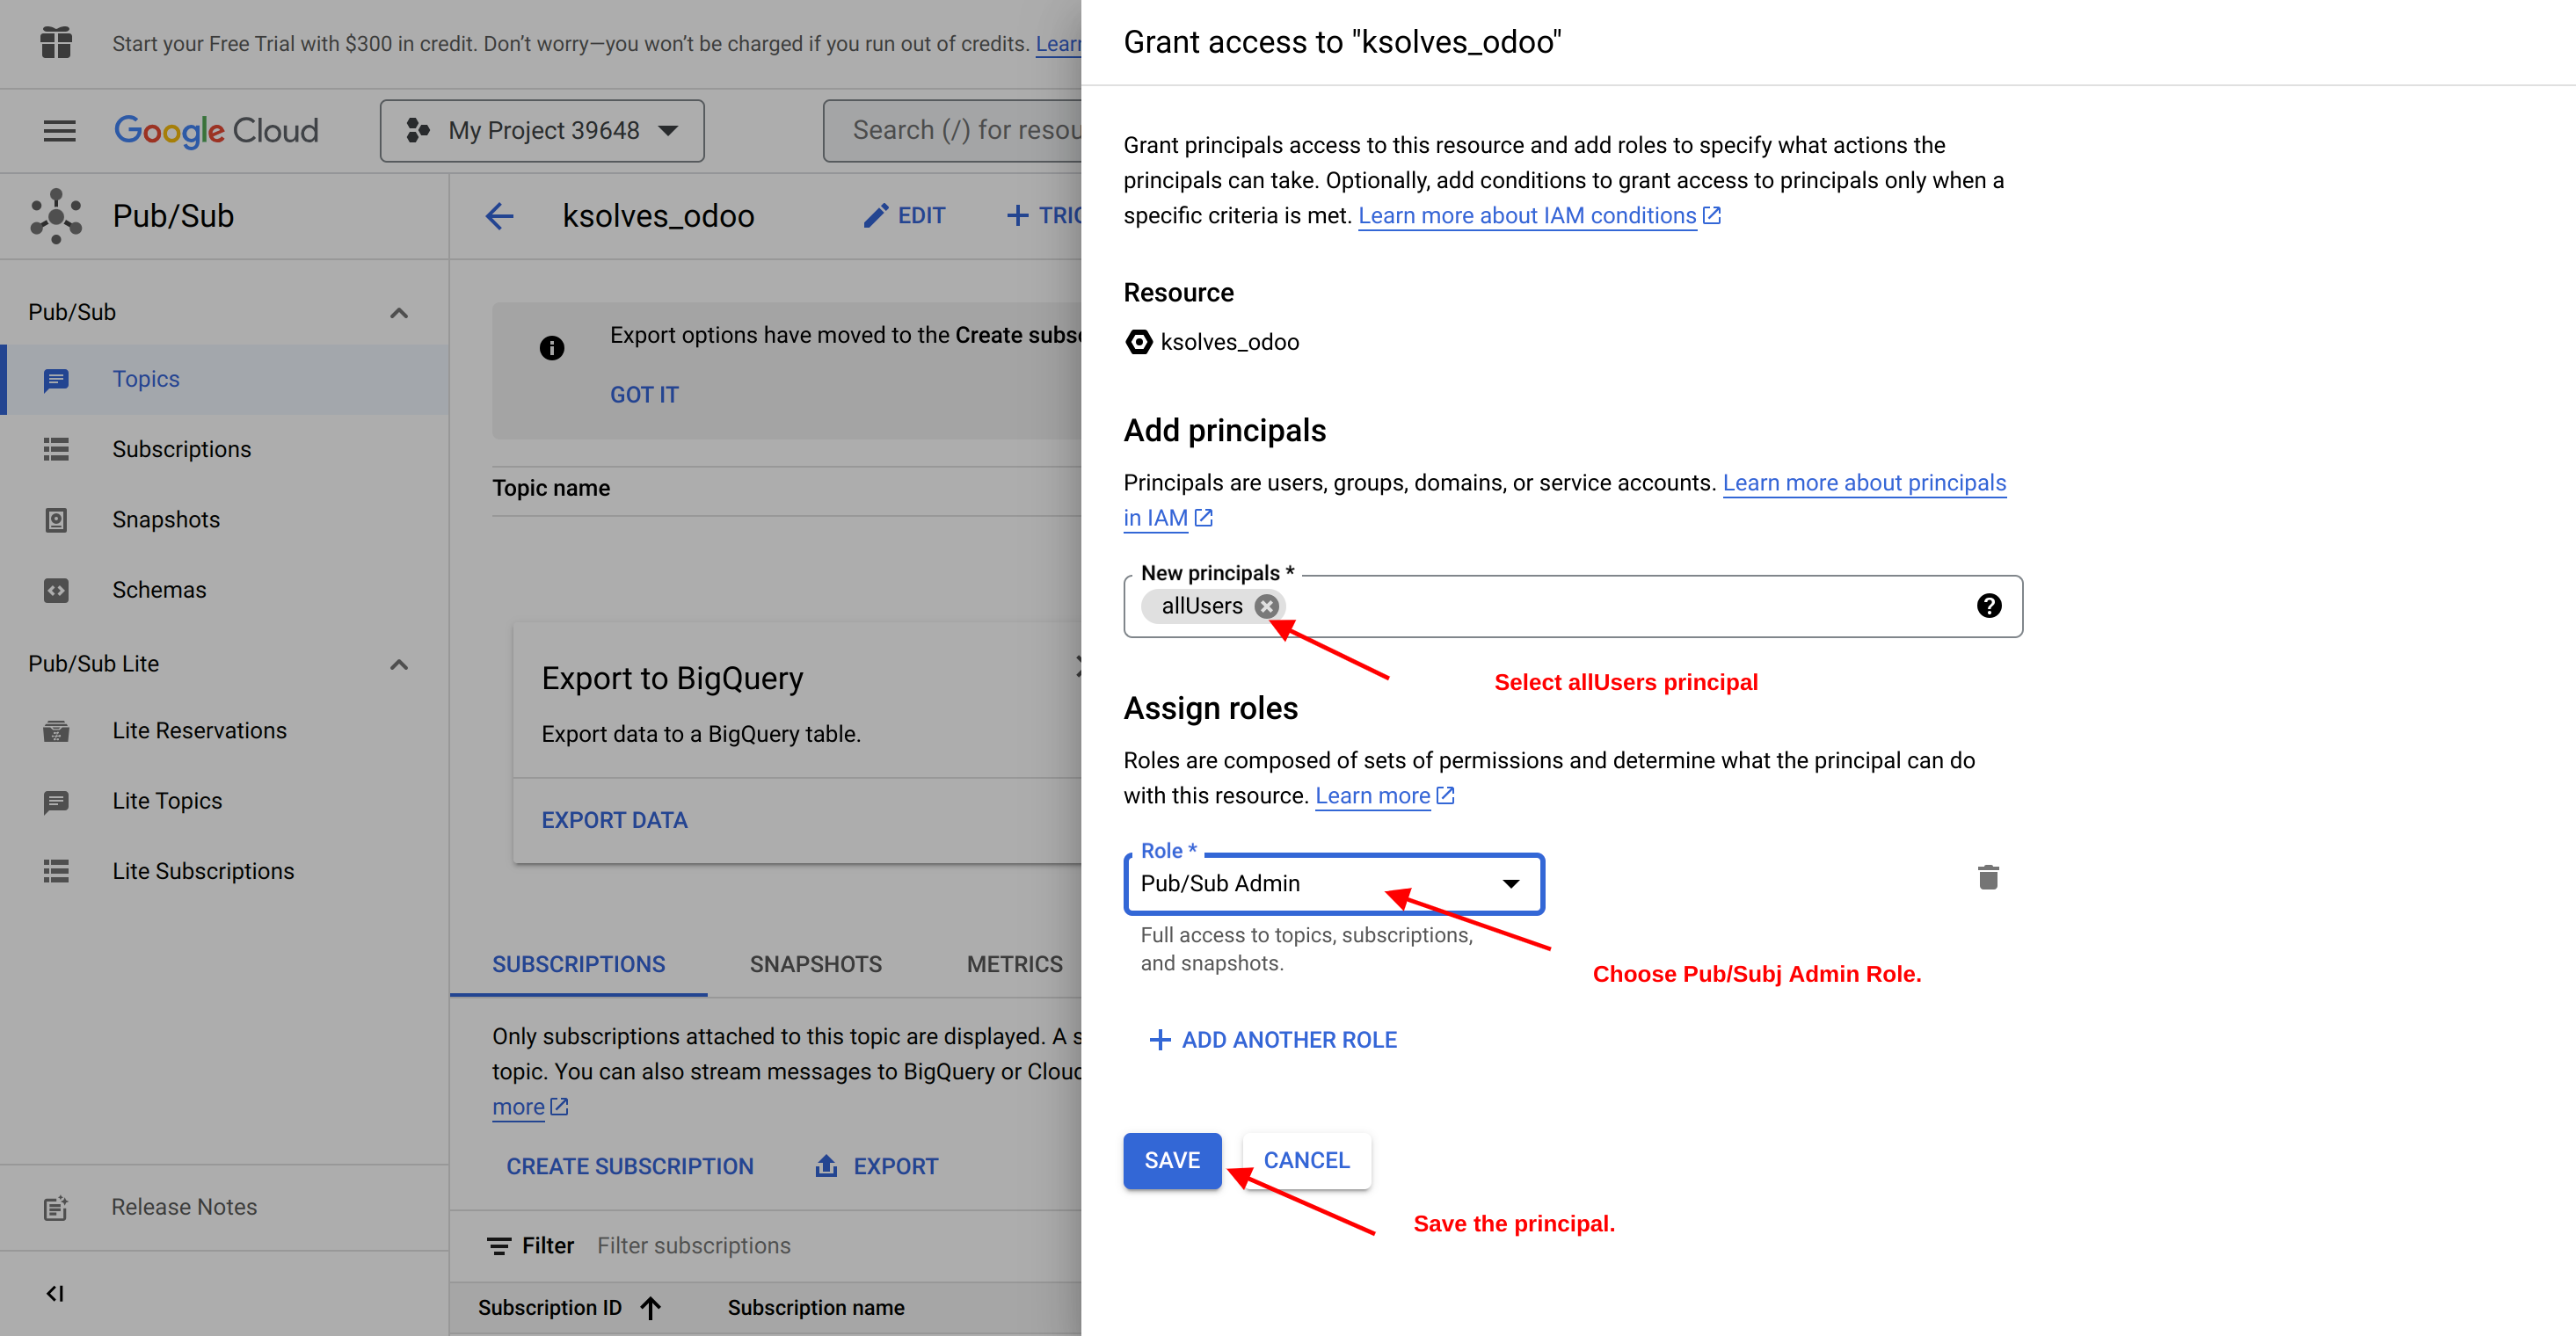 Start your Free Trial with $300 in credit. Don't worry—you won't be charged if you run out of credits. Learn
Google Cloud
My Project 39648
Search (/) for resou
Pub/Sub
ksolves_odoo
EDIT
TRIG
Pub/Sub
Topics
Subscriptions
Snapshots
Schemas
Pub/Sub Lite
Lite Reservations
Lite Topics
Lite Subscriptions
Release Notes
Export options have moved to the Create subsc
GOT IT
Topic name
Export to BigQuery
Export data to a BigQuery table.
EXPORT DATA
SUBSCRIPTIONS
SNAPSHOTS
METRICS
Only subscriptions attached to this topic are displayed. A s
topic. You can also stream messages to BigQuery or Clouc
more
CREATE SUBSCRIPTION
EXPORT
Filter
Filter subscriptions
Subscription ID
Subscription name
Grant access to "ksolves_odoo"
Grant principals access to this resource and add roles to specify what actions the
principals can take. Optionally, add conditions to grant access to principals only when a
specific criteria is met. Learn more about IAM conditions
Resource
ksolves_odoo
Add principals
Principals are users, groups, domains, or service accounts. Learn more about principals
in IAM
New principals *
allUsers
Select allUsers principal
Assign roles
Roles are composed of sets of permissions and determine what the principal can do
with this resource. Learn more
Role *
Pub/Sub Admin
Full access to topics, subscriptions,
and snapshots.
Choose Pub/Subj Admin Role.
ADD ANOTHER ROLE
SAVE
CANCEL
Save the principal.